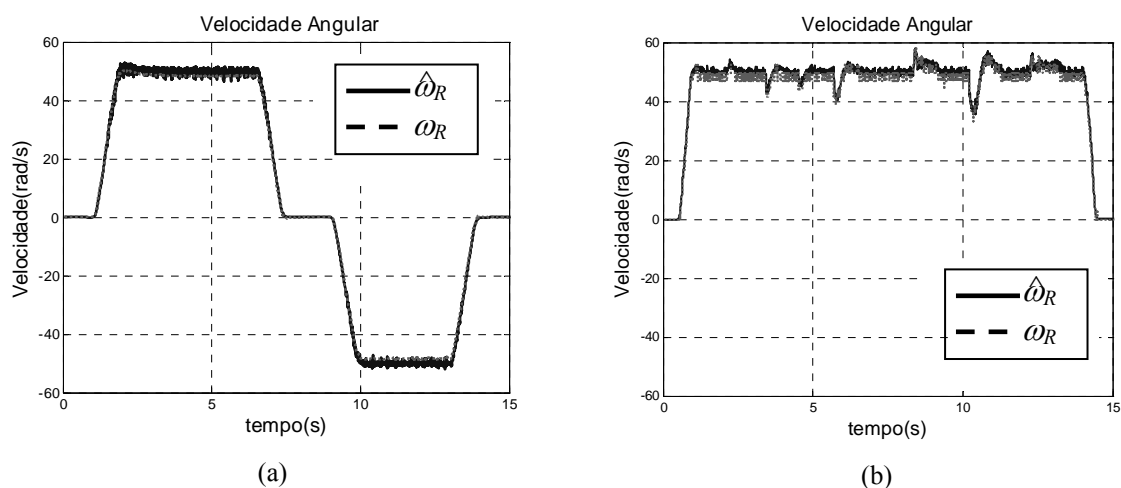 Velocidade Angular
60
40
20
0
-20
-40
-60
Velocidade(rad/s)
ω̂R
ωR
0
5
10
15
tempo(s)
(a)
Velocidade Angular
60
40
20
0
-20
-40
-60
Velocidade(rad/s)
ω̂R
ωR
0
5
10
15
tempo(s)
(b)